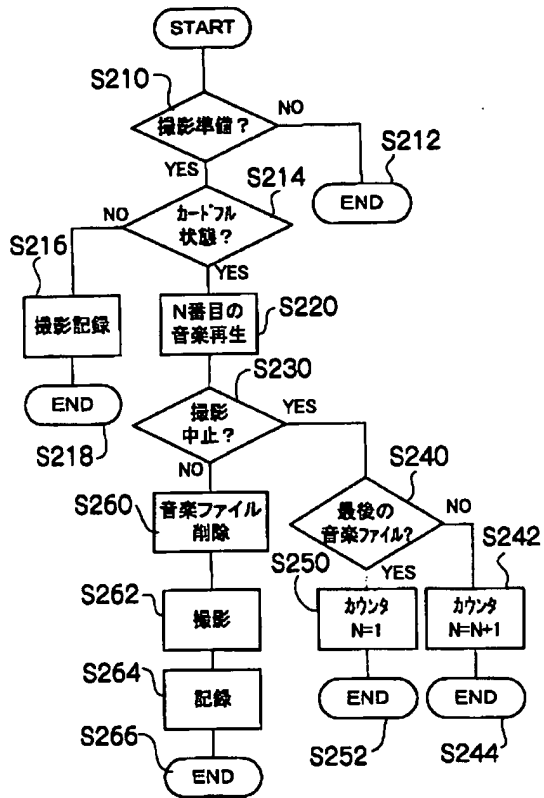 START
S210
撮影準備?
NO
S212
END
YES
S214
NO
カードフル
状態?
S216
YES
撮影記録
N番目の
音楽再生
S220
END
S218
S230
撮影
中止?
YES
NO
S240
S260
音楽ファイル
削除
最後の
音楽ファイル?
NO
S250
YES
S242
S262
撮影
カウンタ
N=1
カウンタ
N=N+1
S264
記録
END
END
S266
END
S252
S244